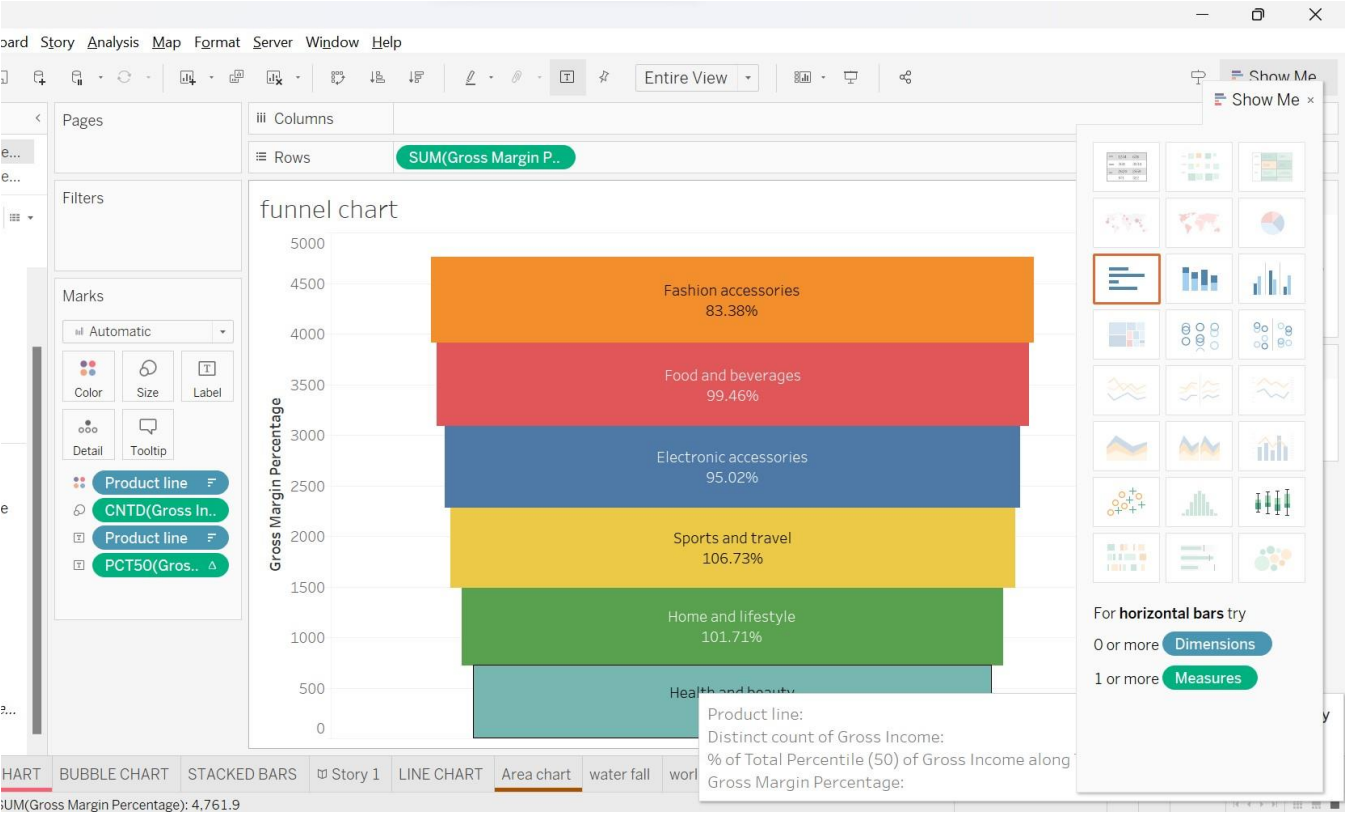 oard Story Analysis Map Format Server Window Help
Entire View
Show Me
Show Me ×
Pages
iii Columns
Rows
SUM(Gross Margin P..
e...
e...
Filters
Marks
Automatic
Color
Size
Label
Detail
Tooltip
Product line
CNTD(Gross In..
Product line
PCT50(Gros.. Δ
e
funnel chart
5000
4500
4000
3500
3000
2500
2000
1500
1000
500
0
Gross Margin Percentage
Fashion accessories
83.38%
Food and beverages
99.46%
Electronic accessories
95.02%
Sports and travel
106.73%
Home and lifestyle
101.71%
Health and beauty
Product line:
Distinct count of Gross Income:
% of Total Percentile (50) of Gross Income along
Gross Margin Percentage:
For horizontal bars try
0 or more Dimensions
1 or more Measures
y
HART BUBBLE CHART STACKED BARS Story 1 LINE CHART Area chart water fall worl
SUM(Gross Margin Percentage): 4,761.9